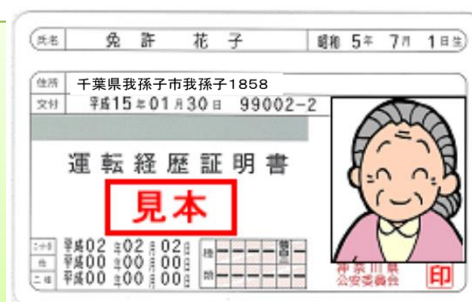 氏名 免許 花子 昭和 5年 7月 1日生
住所 千葉県我孫子市我孫子1858
交付 平成15年01月30日 99002-2
運転経歴証明書
見本
平成02年02月02日
他 平成00年00月00日
二種 平成00年00月00日
種類
神奈川県
公安委員会
印